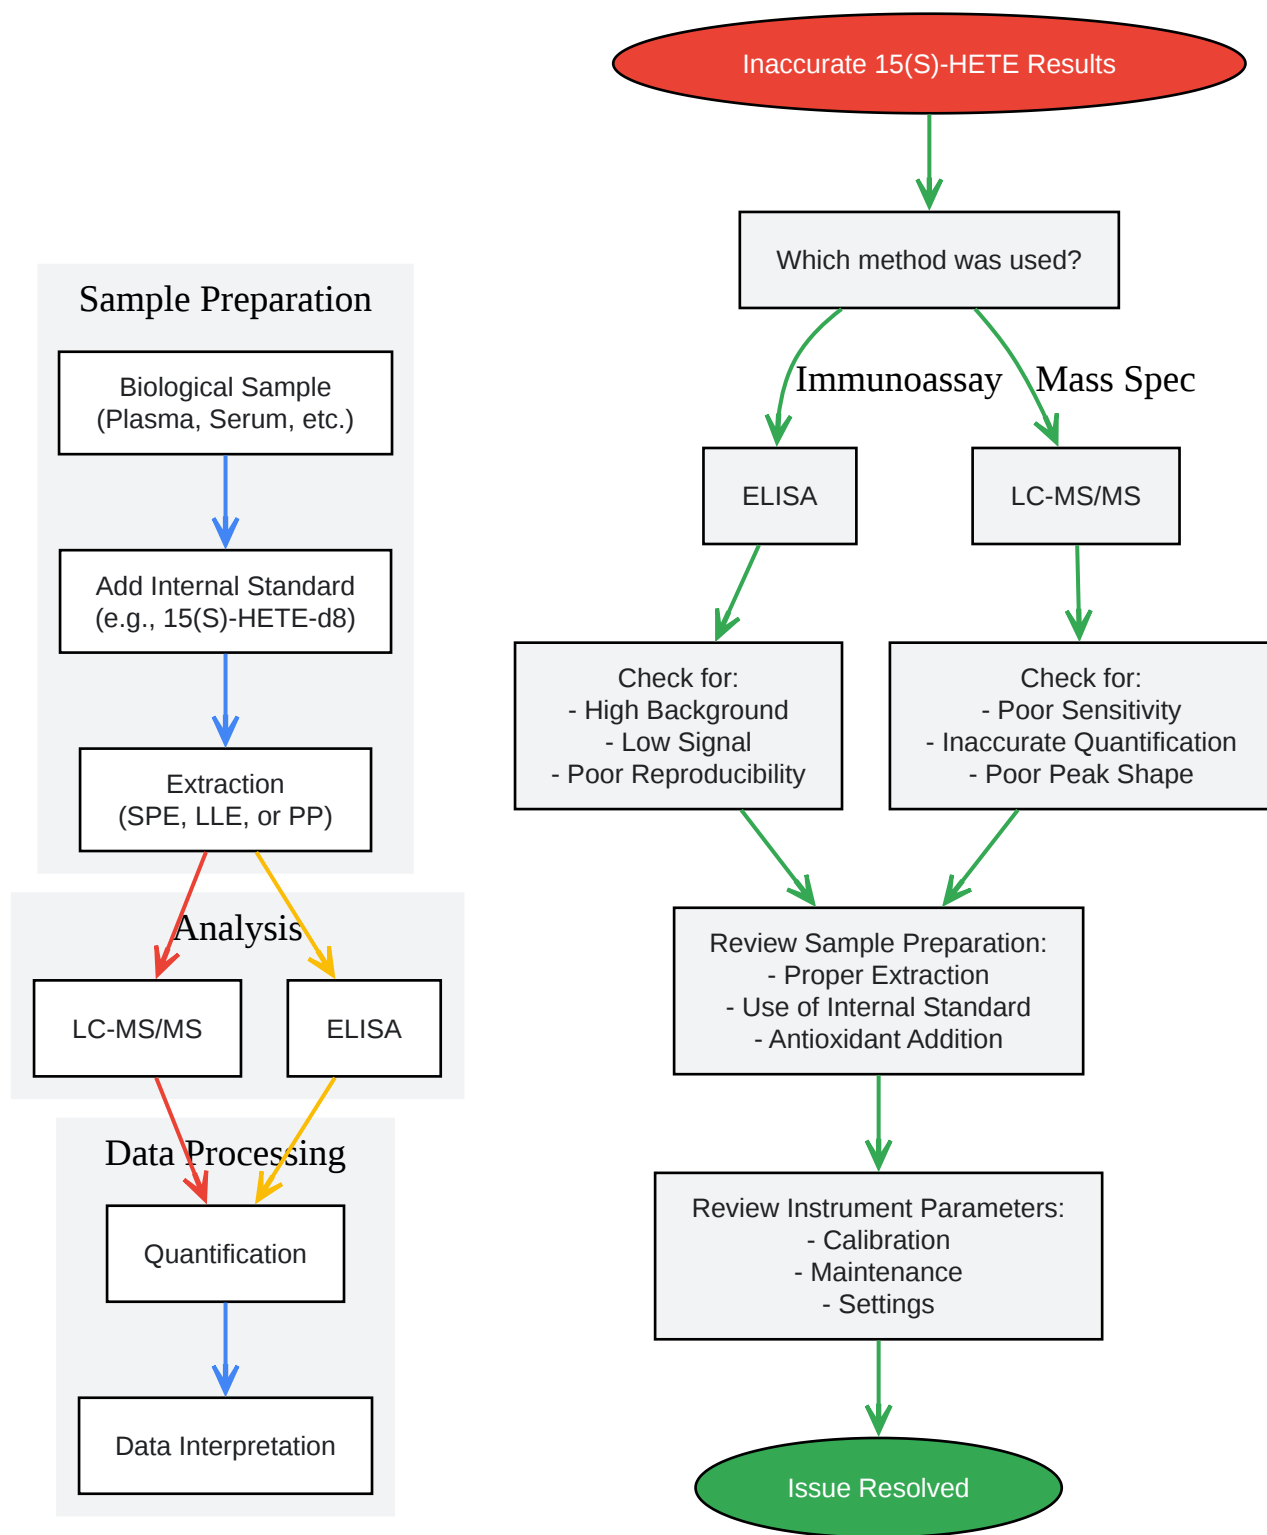 Sample Preparation
Biological Sample
(Plasma, Serum, etc.)
Add Internal Standard
(e.g., 15(S)-HETE-d8)
Extraction
(SPE, LLE, or PP)
Analysis
LC-MS/MS
ELISA
Data Processing
Quantification
Data Interpretation
Inaccurate 15(S)-HETE Results
Which method was used?
Immunoassay
Mass Spec
ELISA
LC-MS/MS
Check for:
- High Background
- Low Signal
- Poor Reproducibility
Check for:
- Poor Sensitivity
- Inaccurate Quantification
- Poor Peak Shape
Review Sample Preparation:
- Proper Extraction
- Use of Internal Standard
- Antioxidant Addition
Review Instrument Parameters:
- Calibration
- Maintenance
- Settings
Issue Resolved